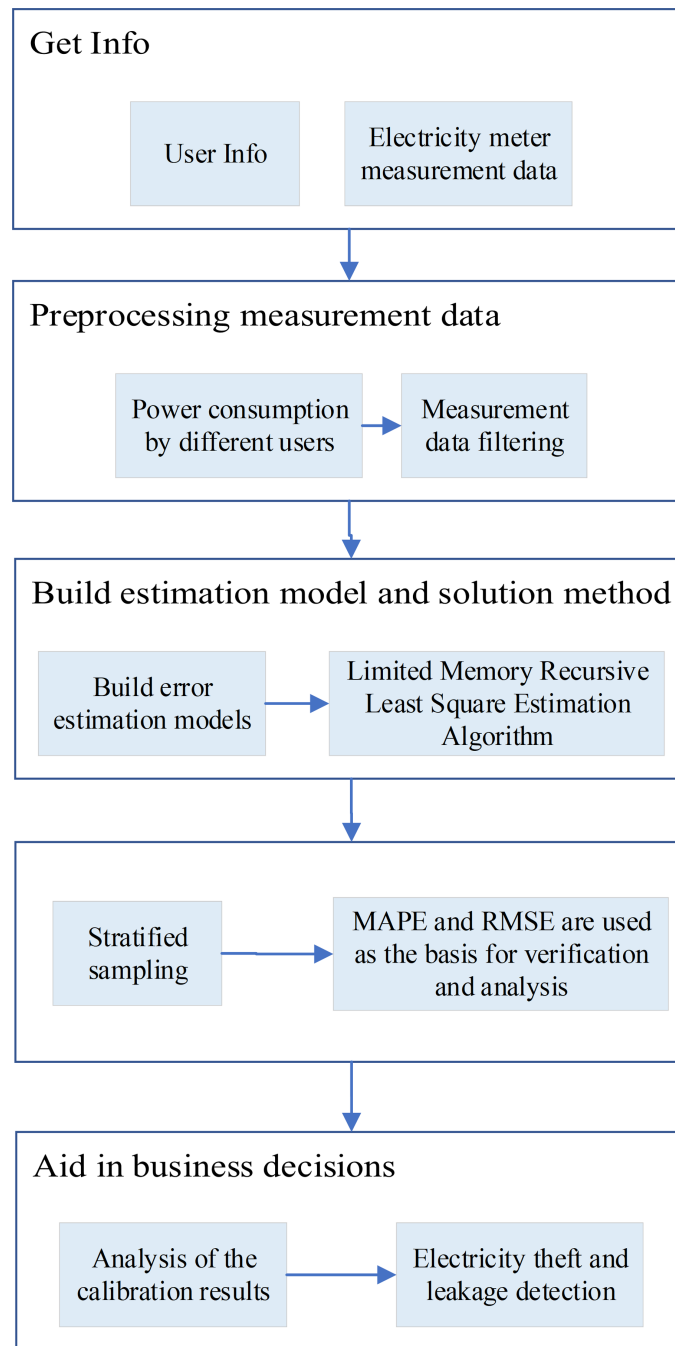 Get Info
User Info
Electricity meter
measurement data
Preprocessing measurement data
Power consumption
by different users
Measurement
data filtering
Build estimation model and solution method
Build error
estimation models
Limited Memory Recursive
Least Square Estimation
Algorithm
Stratified
sampling
MAPE and RMSE are used
as the basis for verification
and analysis
Aid in business decisions
Analysis of the
calibration results
Electricity theft and
leakage detection